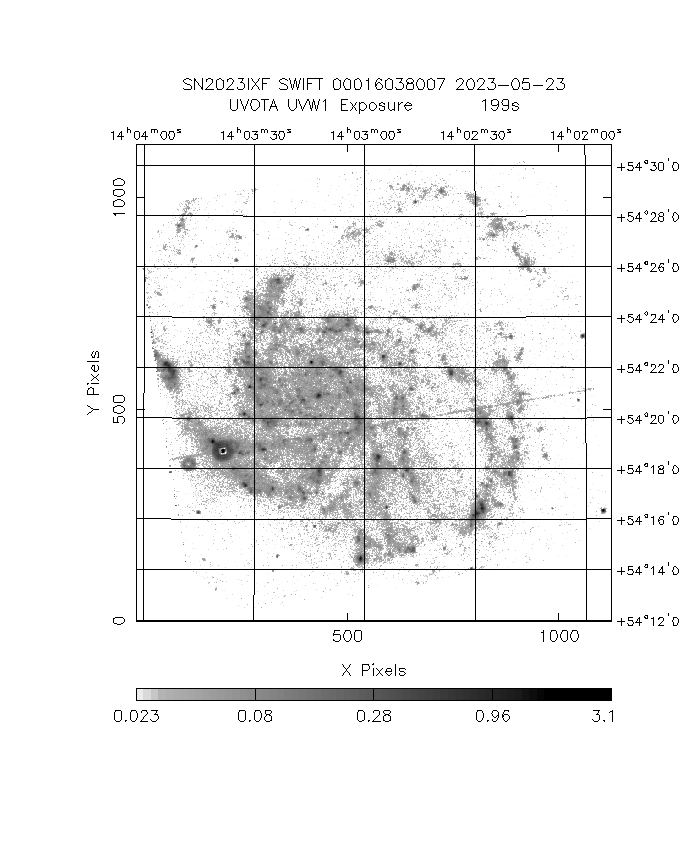 SN2023IXF SWIFT 00016038007 2023-05-23
UVOTA UVW1 Exposure 199s
14ʰ04ᵐ00ˢ 14ʰ03ᵐ30ˢ 14ʰ03ᵐ00ˢ 14ʰ02ᵐ30ˢ 14ʰ02ᵐ00ˢ
+54°30'0
+54°28'0
+54°26'0
+54°24'0
+54°22'0
+54°20'0
+54°18'0
+54°16'0
+54°14'0
+54°12'0
1000
500
0
Y Pixels
500 1000
X Pixels
0.023 0.08 0.28 0.96 3.1